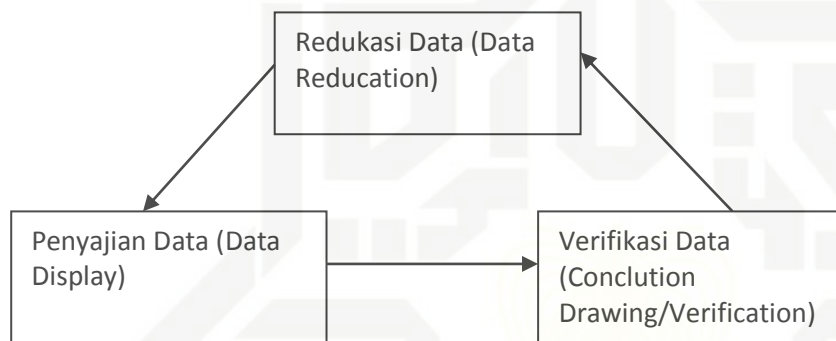 Redukasi Data (Data
Reducation)
Penyajian Data (Data
Display)
Verifikasi Data
(Conclution
Drawing/Verification)